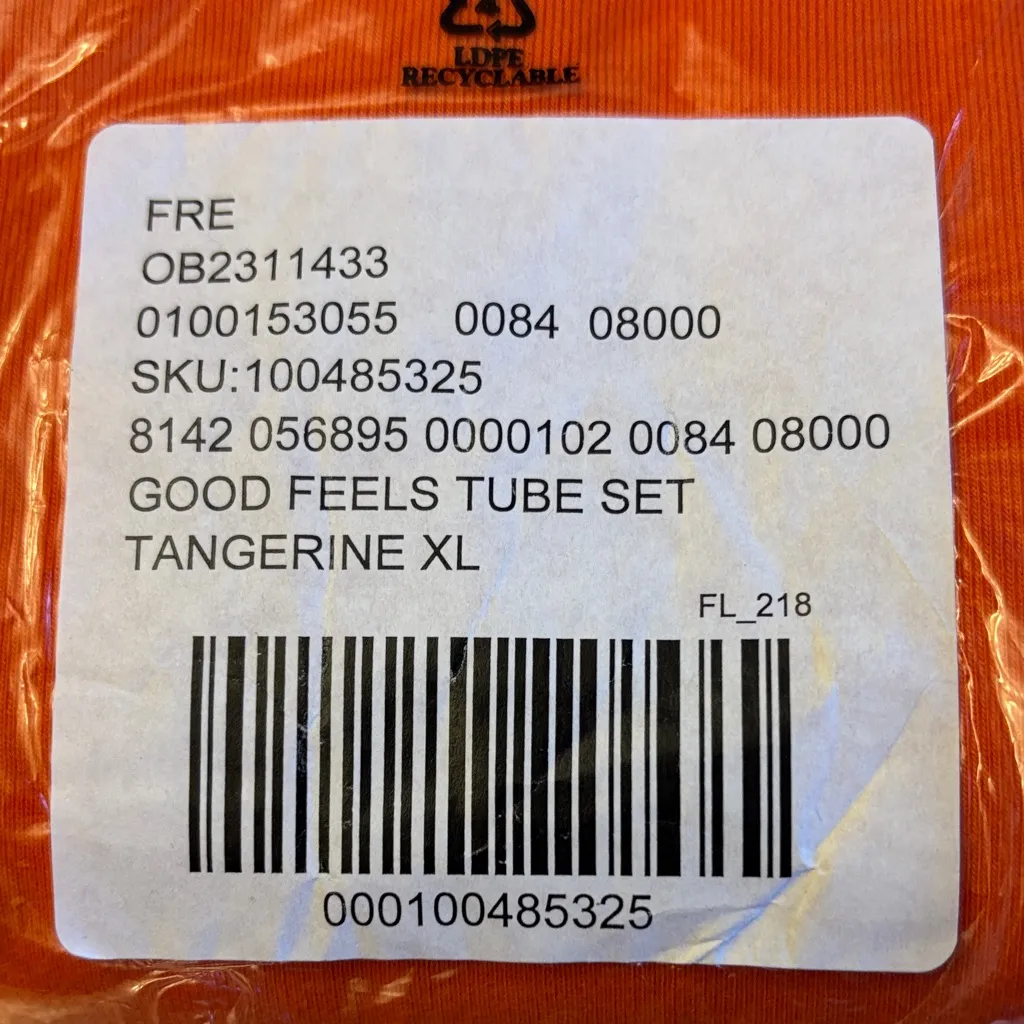 4
LDPE
RECYCLABLE
FRE
OB2311433
0100153055 0084 08000
SKU:100485325
8142 056895 0000102 0084 08000
GOOD FEELS TUBE SET
TANGERINE XL
FL_218
000100485325